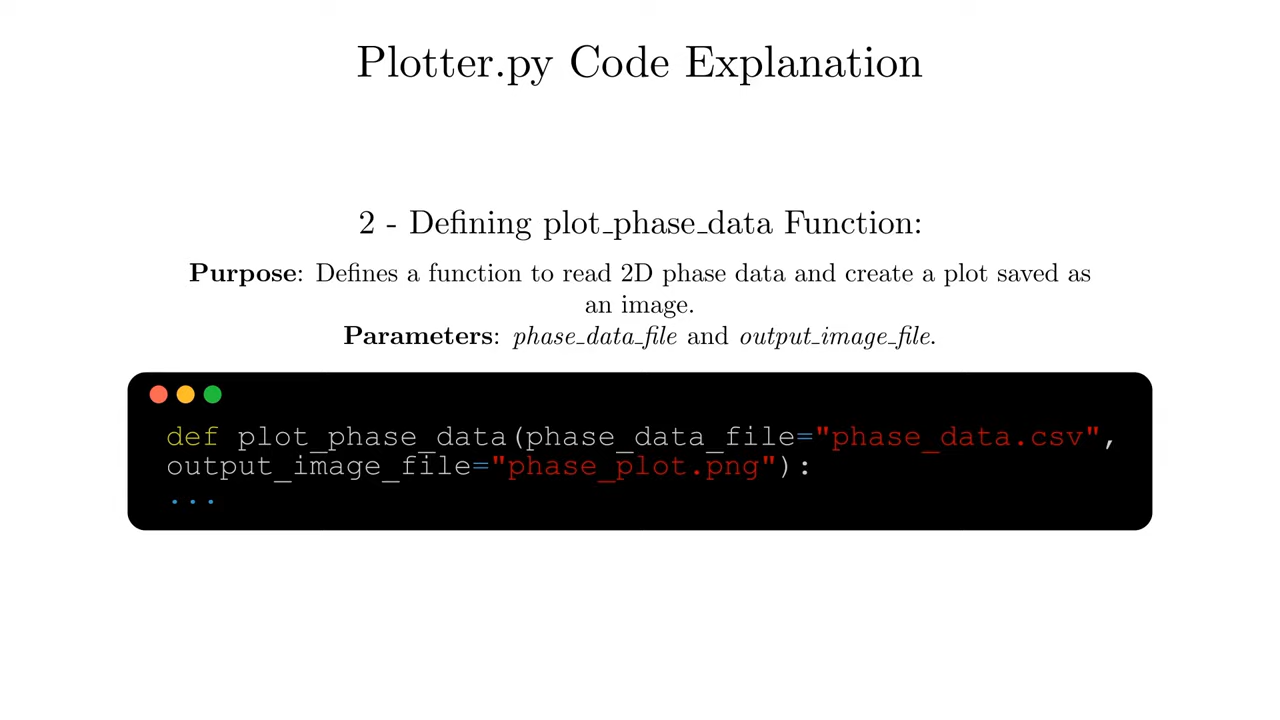 Plotter.py Code Explanation
2 - Defining plot_phase_data Function:
Purpose: Defines a function to read 2D phase data and create a plot saved as
an image.
Parameters: phase_data_file and output_image_file.
def plot_phase_data(phase_data_file="phase_data.csv",
output_image_file="phase_plot.png"):
...